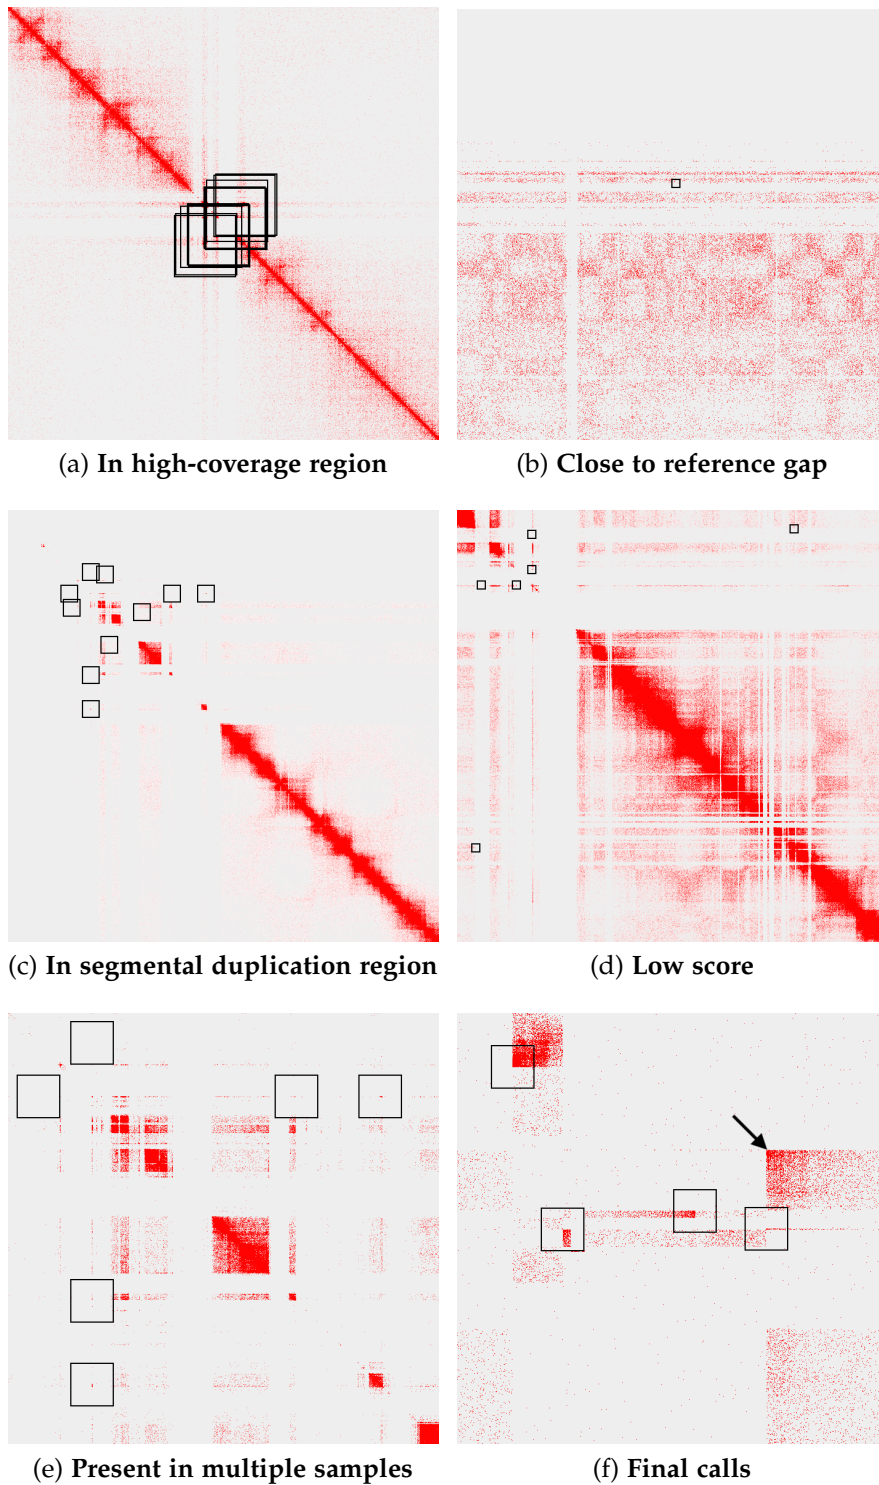 (a) In high-coverage region
(b) Close to reference gap
(c) In segmental duplication region
(d) Low score
(e) Present in multiple samples
(f) Final calls